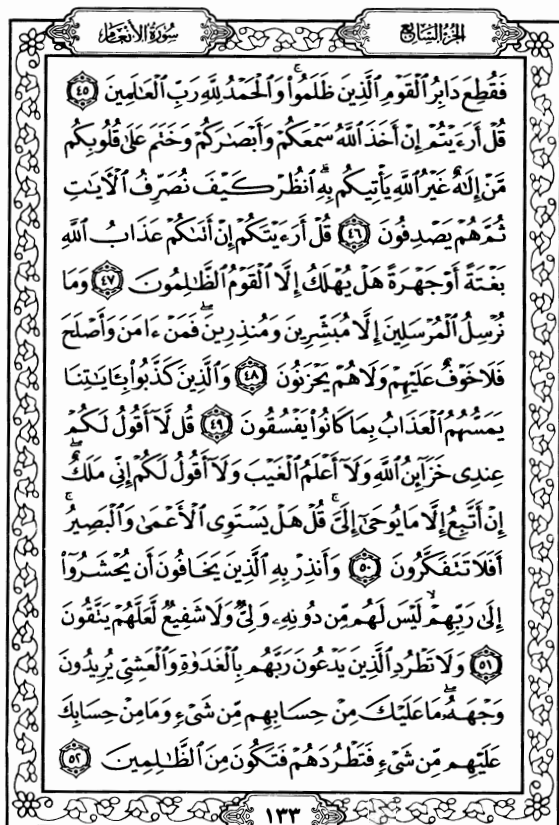 سُورَةُ الأَنْعَامِ
الجُزْءُ السَّابِعُ
فَقُطِعَ دَابِرُ ٱلْقَوْمِ ٱلَّذِينَ ظَلَمُوا۟ۚ وَٱلْحَمْدُ لِلَّهِ رَبِّ ٱلْعَـٰلَمِينَ ٤٥
قُلْ أَرَءَيْتُمْ إِنْ أَخَذَ ٱللَّهُ سَمْعَكُمْ وَأَبْصَـٰرَكُمْ وَخَتَمَ عَلَىٰ قُلُوبِكُم
مَّنْ إِلَـٰهٌ غَيْرُ ٱللَّهِ يَأْتِيكُم بِهِۗ ٱنظُرْ كَيْفَ نُصَرِّفُ ٱلْـَٔايَـٰتِ
ثُمَّ هُمْ يَصْدِفُونَ ٤٦ قُلْ أَرَءَيْتَكُمْ إِنْ أَتَىٰكُمْ عَذَابُ ٱللَّهِ
بَغْتَةً أَوْ جَهْرَةً هَلْ يُهْلَكُ إِلَّا ٱلْقَوْمُ ٱلظَّـٰلِمُونَ ٤٧ وَمَا
نُرْسِلُ ٱلْمُرْسَلِينَ إِلَّا مُبَشِّرِينَ وَمُنذِرِينَۖ فَمَنْ ءَامَنَ وَأَصْلَحَ
فَلَا خَوْفٌ عَلَيْهِمْ وَلَا هُمْ يَحْزَنُونَ ٤٨ وَٱلَّذِينَ كَذَّبُوا۟ بِـَٔايَـٰتِنَا
يَمَسُّهُمُ ٱلْعَذَابُ بِمَا كَانُوا۟ يَفْسُقُونَ ٤٩ قُل لَّآ أَقُولُ لَكُمْ
عِندِى خَزَآئِنُ ٱللَّهِ وَلَآ أَعْلَمُ ٱلْغَيْبَ وَلَآ أَقُولُ لَكُمْ إِنِّى مَلَكٌۖ
إِنْ أَتَّبِعُ إِلَّا مَا يُوحَىٰٓ إِلَىَّۚ قُلْ هَلْ يَسْتَوِى ٱلْأَعْمَىٰ وَٱلْبَصِيرُۚ
أَفَلَا تَتَفَكَّرُونَ ٥٠ وَأَنذِرْ بِهِ ٱلَّذِينَ يَخَافُونَ أَن يُحْشَرُوٓا۟
إِلَىٰ رَبِّهِمْۙ لَيْسَ لَهُم مِّن دُونِهِۦ وَلِىٌّ وَلَا شَفِيعٌ لَّعَلَّهُمْ يَتَّقُونَ
٥١ وَلَا تَطْرُدِ ٱلَّذِينَ يَدْعُونَ رَبَّهُم بِٱلْغَدَوٰةِ وَٱلْعَشِىِّ يُرِيدُونَ
وَجْهَهُۥۖ مَا عَلَيْكَ مِنْ حِسَابِهِم مِّن شَىْءٍ وَمَا مِنْ حِسَابِكَ
عَلَيْهِم مِّن شَىْءٍ فَتَطْرُدَهُمْ فَتَكُونَ مِنَ ٱلظَّـٰلِمِينَ ٥٢
١٣٣